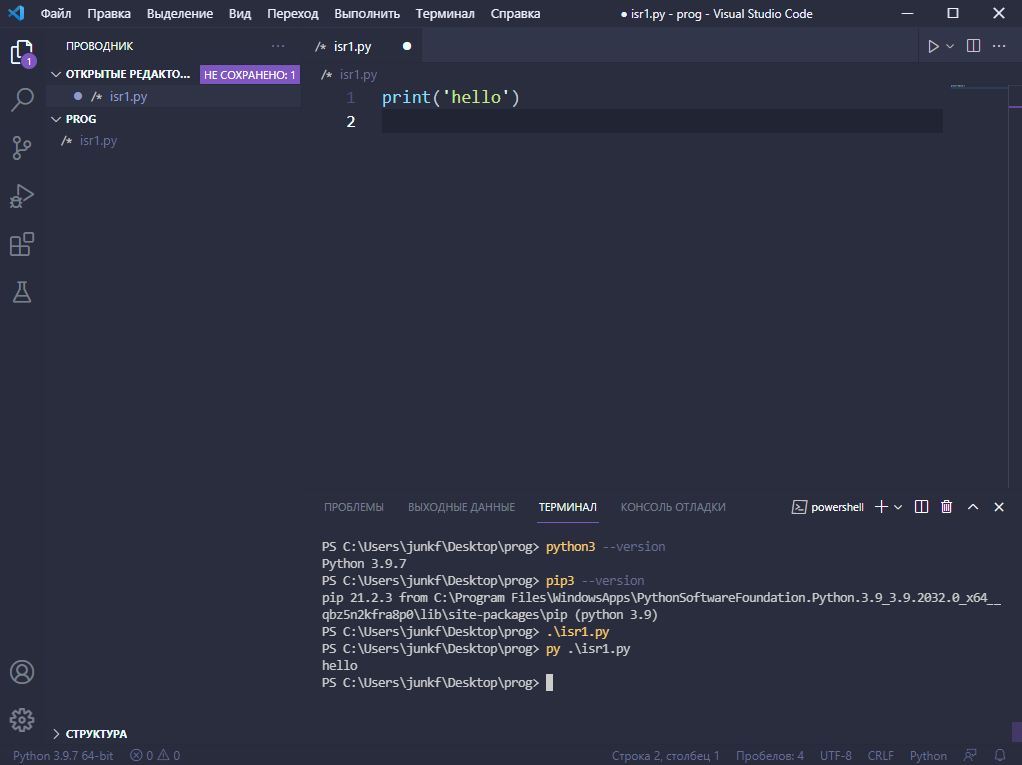 Файл Правка Выделение Вид Переход Выполнить Терминал Справка ● isr1.py - prog - Visual Studio Code
1
ПРОВОДНИК ···
ОТКРЫТЫЕ РЕДАКТО... НЕ СОХРАНЕНО: 1
● /* isr1.py
PROG
/* isr1.py
/* isr1.py ●
/* isr1.py
1 print('hello')
2
ПРОБЛЕМЫ ВЫХОДНЫЕ ДАННЫЕ ТЕРМИНАЛ КОНСОЛЬ ОТЛАДКИ powershell
PS C:\Users\junkf\Desktop\prog> python3 --version
Python 3.9.7
PS C:\Users\junkf\Desktop\prog> pip3 --version
pip 21.2.3 from C:\Program Files\WindowsApps\PythonSoftwareFoundation.Python.3.9_3.9.2032.0_x64__
qbz5n2kfra8p0\lib\site-packages\pip (python 3.9)
PS C:\Users\junkf\Desktop\prog> .\isr1.py
PS C:\Users\junkf\Desktop\prog> py .\isr1.py
hello
PS C:\Users\junkf\Desktop\prog>
СТРУКТУРА
Python 3.9.7 64-bit 0 0 Строка 2, столбец 1 Пробелов: 4 UTF-8 CRLF Python